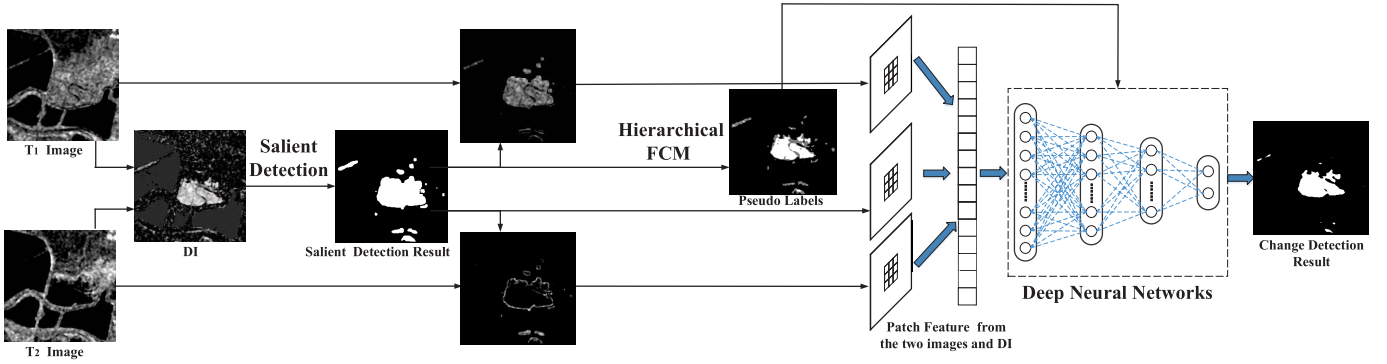 T1 Image
DI
T2 Image
Salient
Detection
Salient Detection Result
Hierarchical
FCM
Pseudo Labels
Patch Feature from
the two images and DI
Deep Neural Networks
Change Detection
Result